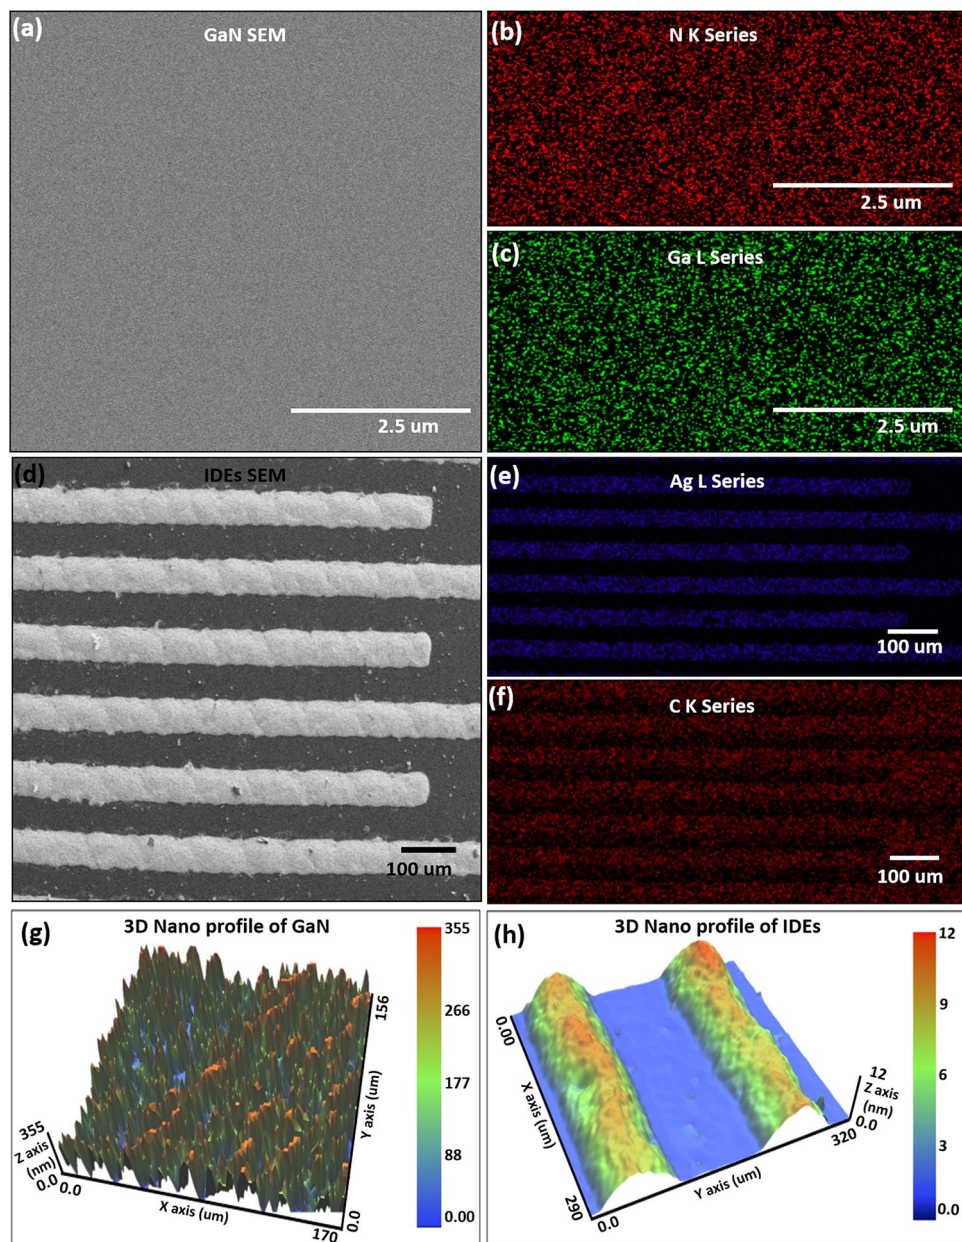 (a)
GaN SEM
2.5 um
(b)
N K Series
2.5 um
(c)
Ga L Series
2.5 um
(d)
IDEs SEM
100 um
(e)
Ag L Series
100 um
(f)
C K Series
100 um
(g)
3D Nano profile of GaN
355
266
177
88
0.00
156
Y axis (um)
0.0
355
Z axis
(nm)
0.0
0.0
X axis (um)
170
(h)
3D Nano profile of IDEs
12
9
6
3
0.0
0.00
X axis (um)
290
0.0
Y axis (um)
320
12
Z axis
(nm)
0.0